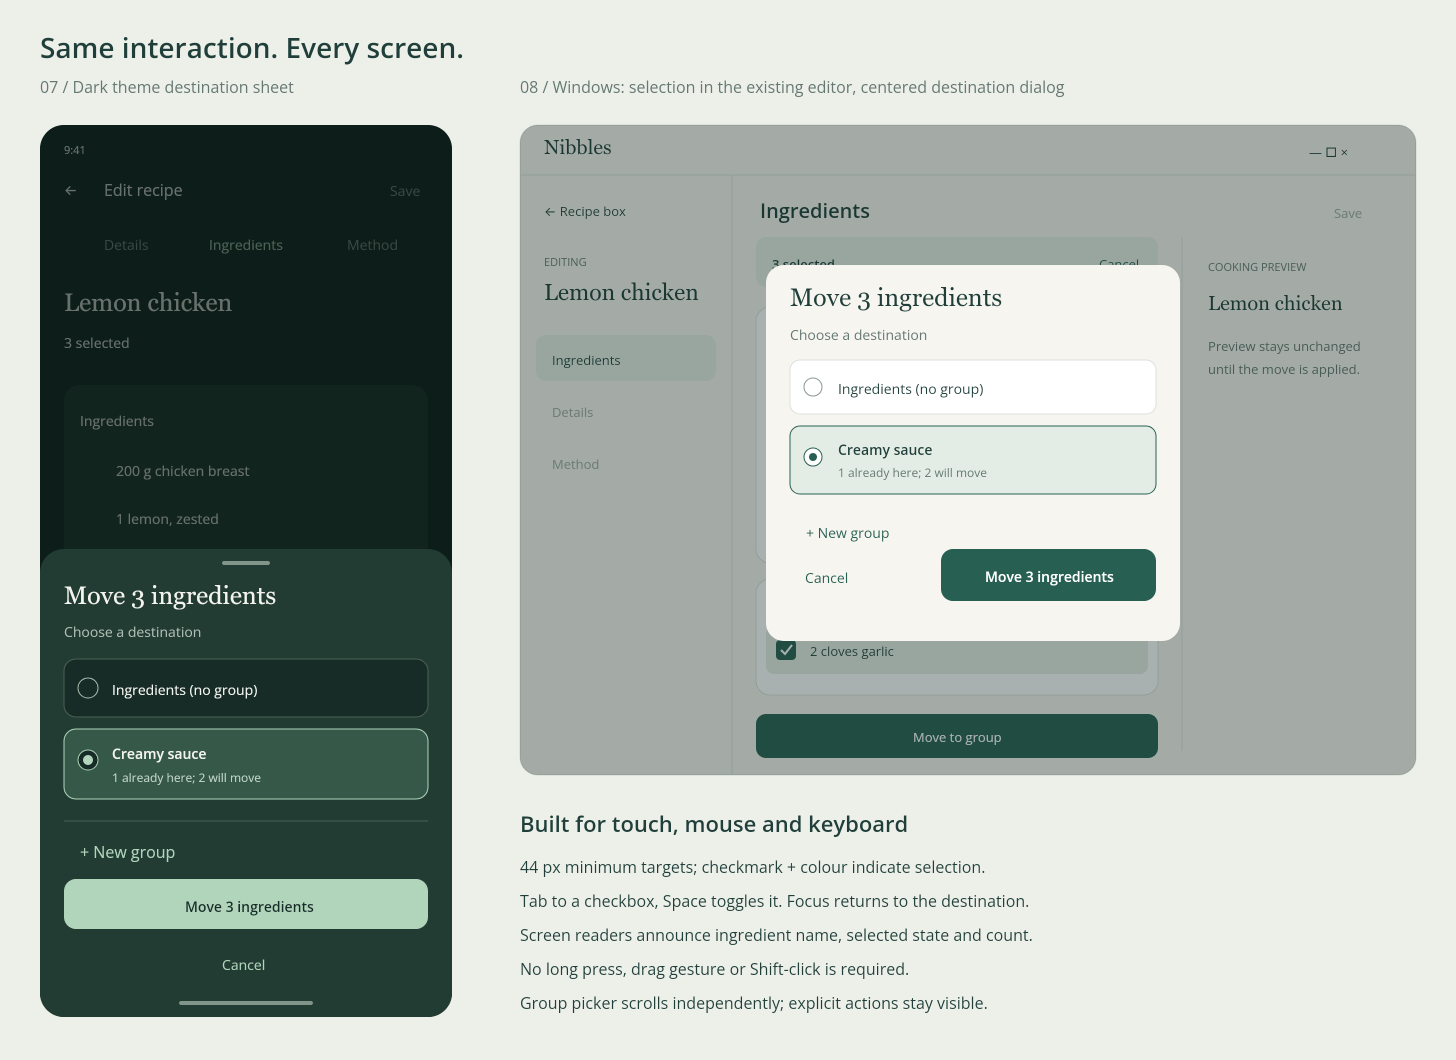 Same interaction. Every screen.
07 / Dark theme destination sheet
9:41
← Edit recipe Save
Details Ingredients Method
Lemon chicken
3 selected
Ingredients
200 g chicken breast
1 lemon, zested
Move 3 ingredients
Choose a destination
Ingredients (no group)
Creamy sauce
1 already here; 2 will move
+ New group
Move 3 ingredients
Cancel
08 / Windows: selection in the existing editor, centered destination dialog
Nibbles
← Recipe box
EDITING
Lemon chicken
Ingredients
Details
Method
Ingredients Save
3 selected Cancel
Move 3 ingredients
Choose a destination
Ingredients (no group)
Creamy sauce
1 already here; 2 will move
+ New group
Cancel Move 3 ingredients
2 cloves garlic
Move to group
COOKING PREVIEW
Lemon chicken
Preview stays unchanged
until the move is applied.
Built for touch, mouse and keyboard
44 px minimum targets; checkmark + colour indicate selection.
Tab to a checkbox, Space toggles it. Focus returns to the destination.
Screen readers announce ingredient name, selected state and count.
No long press, drag gesture or Shift-click is required.
Group picker scrolls independently; explicit actions stay visible.